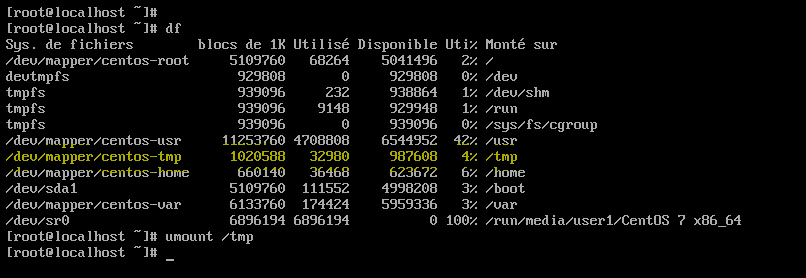 [root@localhost ~]#
[root@localhost ~]# df
Sys. de fichiers blocs de 1K Utilisé Disponible Uti% Monté sur
/dev/mapper/centos-root 5109760 68264 5041496 2% /
devtmpfs 929808 0 929808 0% /dev
tmpfs 939096 232 938864 1% /dev/shm
tmpfs 939096 9148 929948 1% /run
tmpfs 939096 0 939096 0% /sys/fs/cgroup
/dev/mapper/centos-usr 11253760 4708808 6544952 42% /usr
/dev/mapper/centos-tmp 1020588 32980 987608 4% /tmp
/dev/mapper/centos-home 660140 36468 623672 6% /home
/dev/sda1 5109760 111552 4998208 3% /boot
/dev/mapper/centos-var 6133760 174424 5959336 3% /var
/dev/sr0 6896194 6896194 0 100% /run/media/user1/CentOS 7 x86_64
[root@localhost ~]# umount /tmp
[root@localhost ~]# _